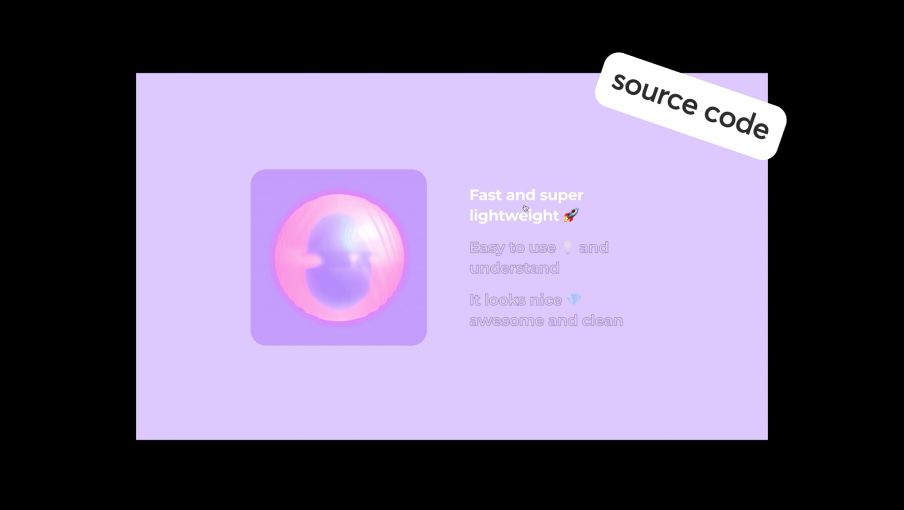 source code
Fast and super
lightweight 🚀
Easy to use 💡 and
understand
It looks nice 💎
awesome and clean